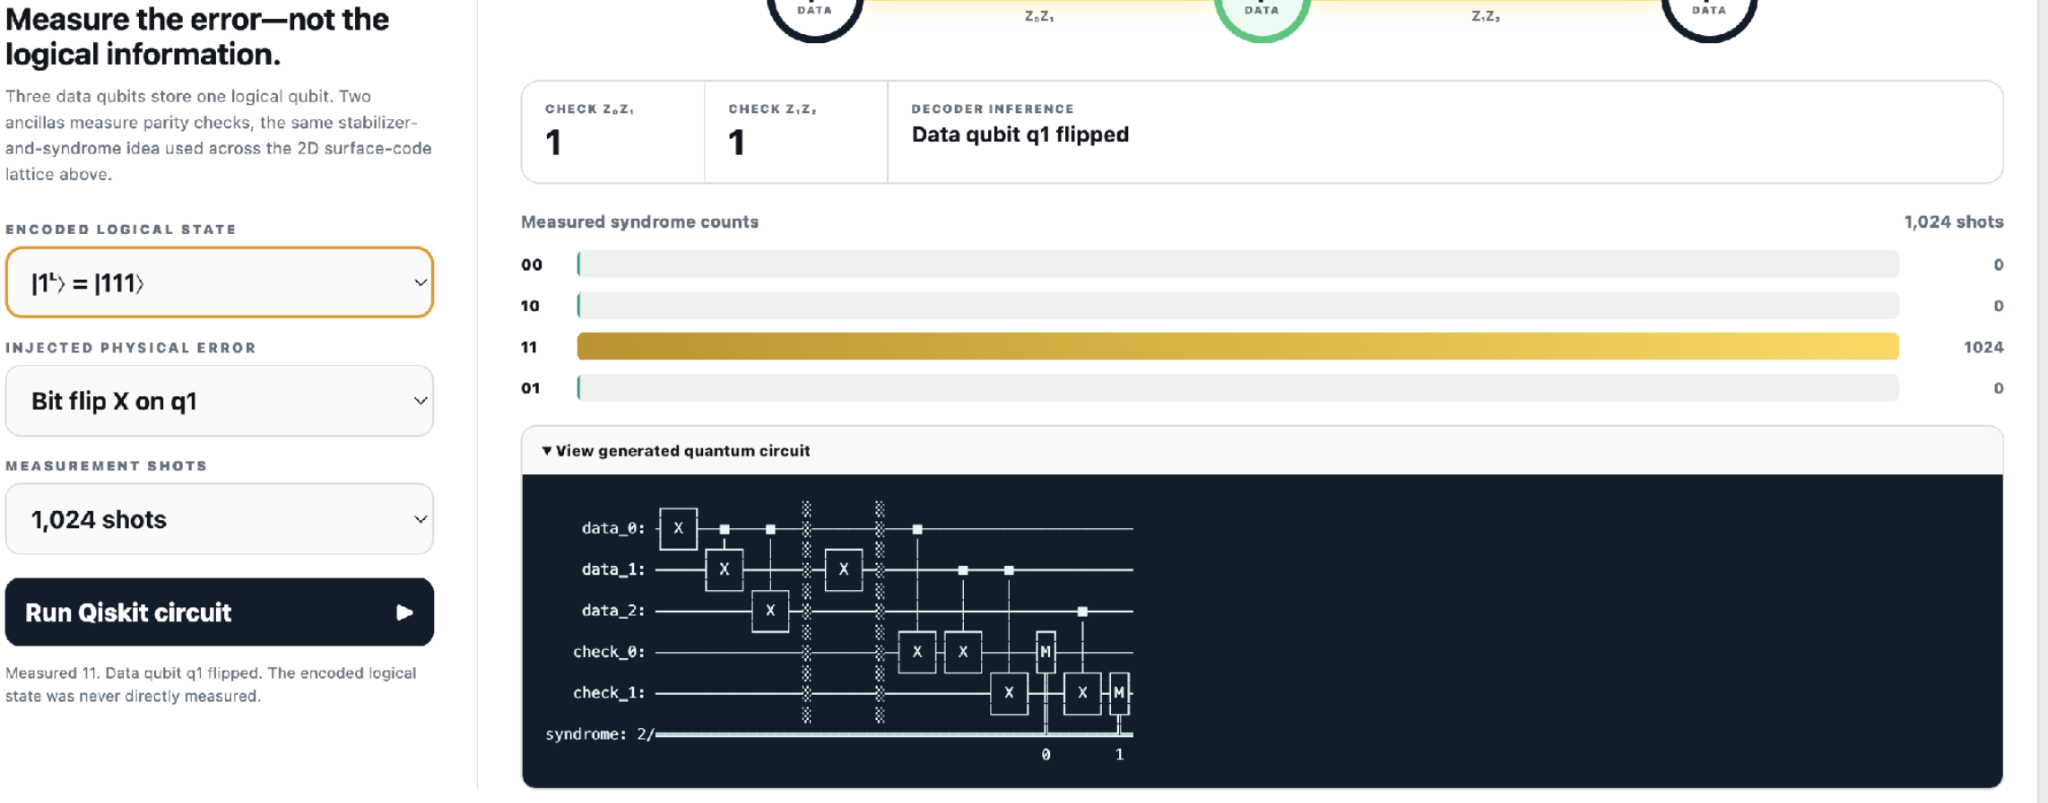 Measure the error—not the
logical information.
Three data qubits store one logical qubit. Two
ancillas measure parity checks, the same stabilizer-
and-syndrome idea used across the 2D surface-code
lattice above.
ENCODED LOGICAL STATE
|1ᴸ⟩ = |111⟩
INJECTED PHYSICAL ERROR
Bit flip X on q1
MEASUREMENT SHOTS
1,024 shots
Run Qiskit circuit ▶
Measured 11. Data qubit q1 flipped. The encoded logical
state was never directly measured.
DATA
Z₀Z₁
DATA
Z₁Z₂
DATA
CHECK Z₀Z₁
1
CHECK Z₁Z₂
1
DECODER INFERENCE
Data qubit q1 flipped
Measured syndrome counts 1,024 shots
00 0
10 0
11 1024
01 0
▼ View generated quantum circuit
data_0: X
data_1: X X
data_2: X
check_0: X X M
check_1: X X M
syndrome: 2/
0 1